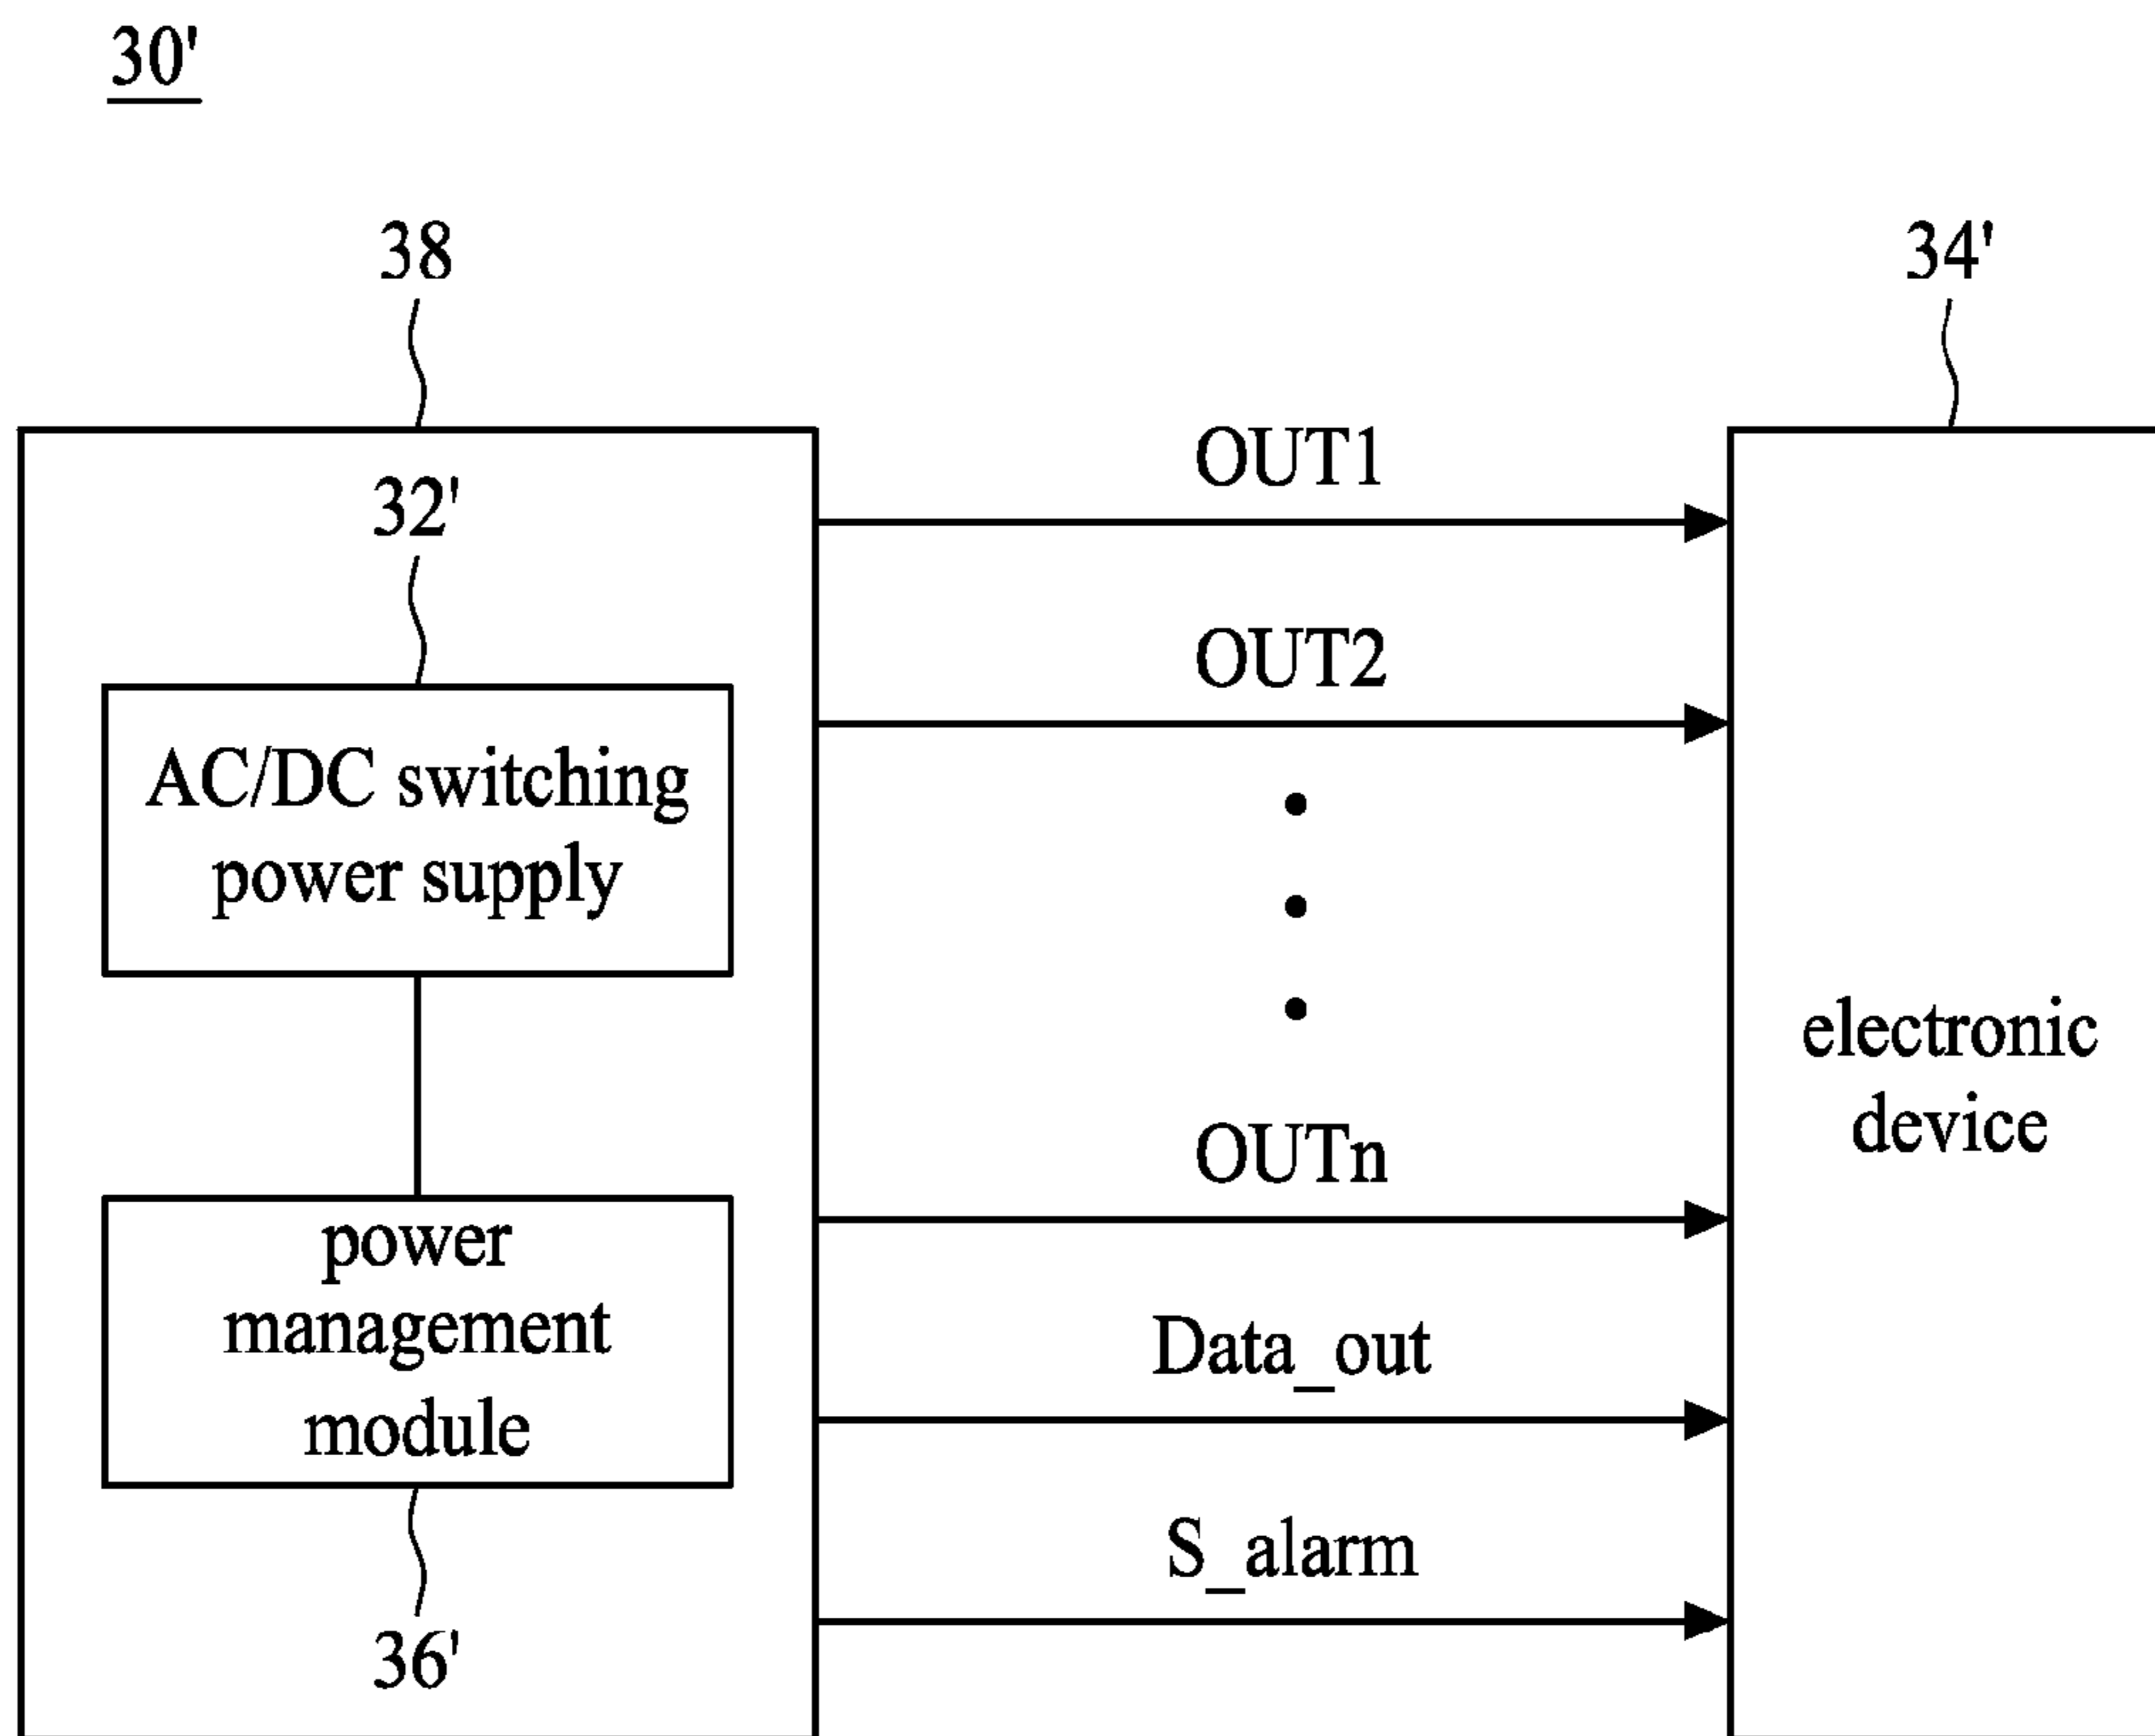 30'
38
34'
32'
OUT1
OUT2
AC/DC switching
power supply
electronic
device
OUTn
power
management
module
Data_out
S_alarm
36'